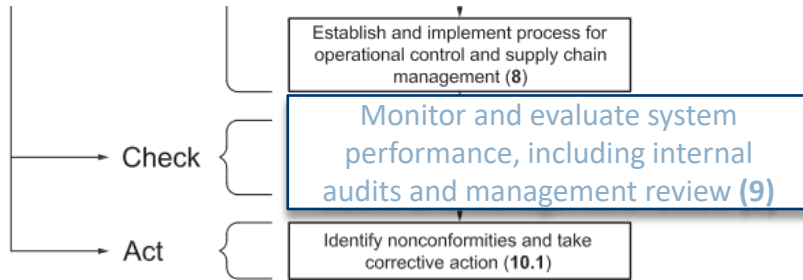 Establish and implement process for
operational control and supply chain
management (8)
Check
Monitor and evaluate system
performance, including internal
audits and management review (9)
Act
Identify nonconformities and take
corrective action (10.1)